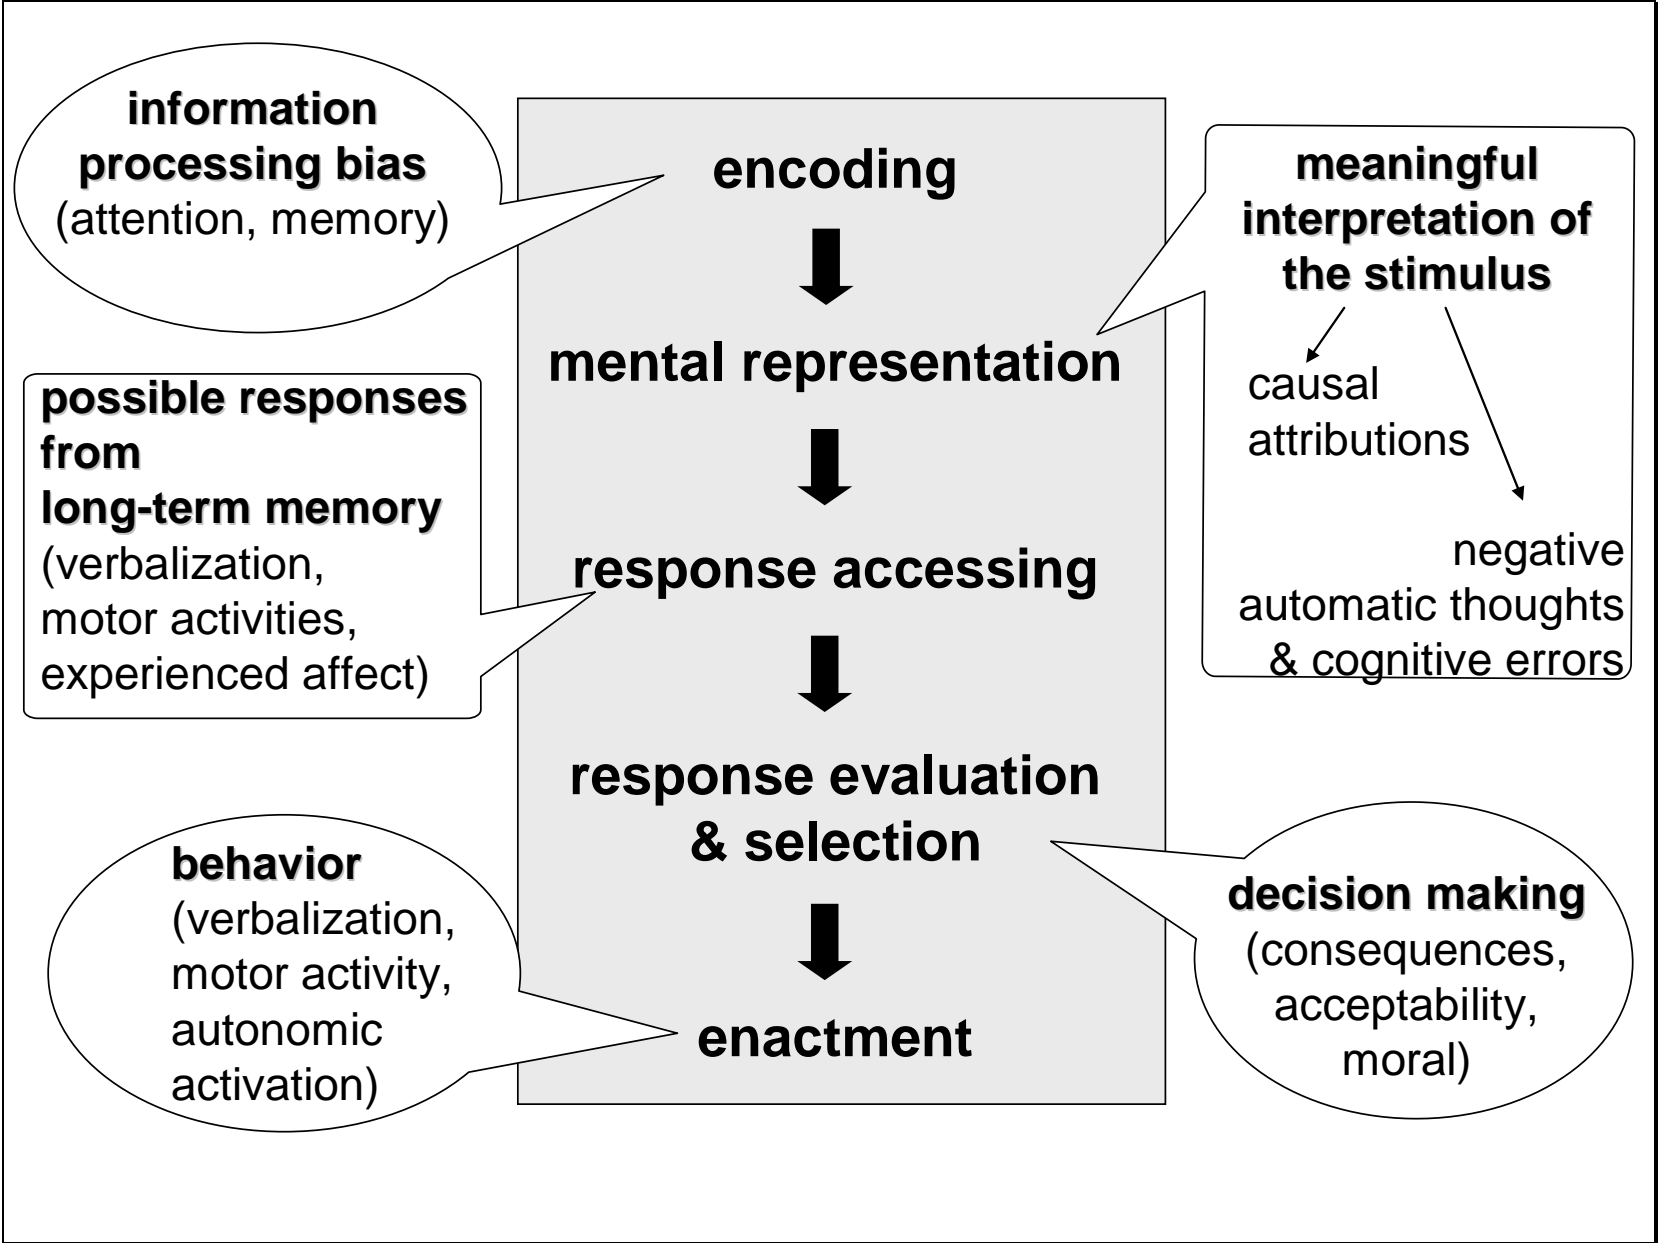 information
processing bias
(attention, memory)
encoding
meaningful
interpretation of
the stimulus
causal
attributions
negative
automatic thoughts
& cognitive errors
mental representation
possible responses
from
long-term memory
(verbalization,
motor activities,
experienced affect)
response accessing
response evaluation
& selection
decision making
(consequences,
acceptability,
moral)
behavior
(verbalization,
motor activity,
autonomic
activation)
enactment